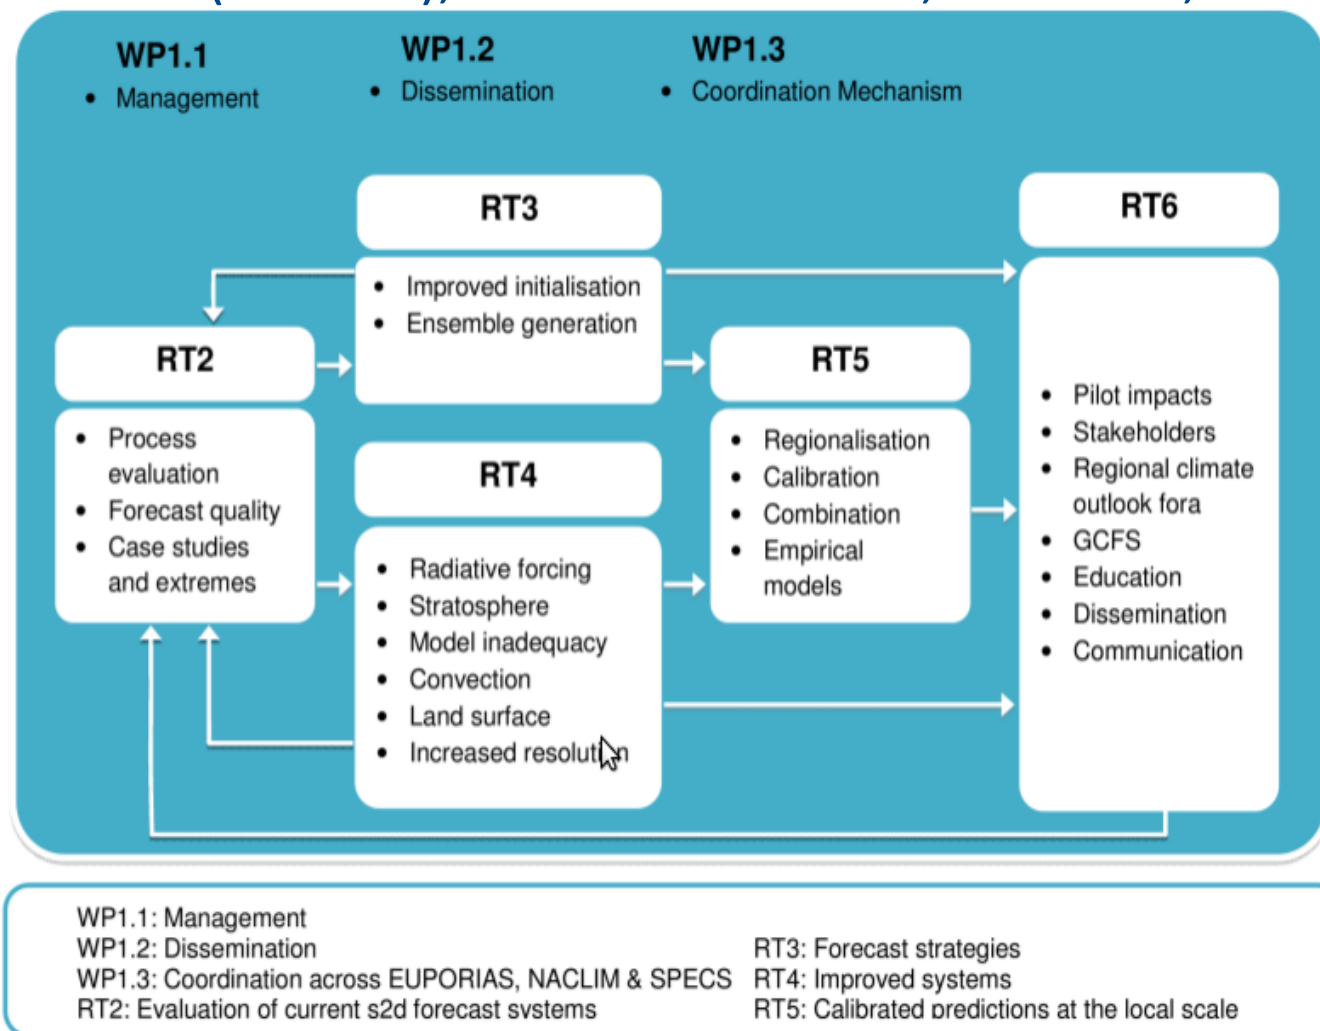 WP1.1
• Management
WP1.2
• Dissemination
WP1.3
• Coordination Mechanism
RT3
• Improved initialisation
• Ensemble generation
RT6
• Pilot impacts
• Stakeholders
• Regional climate
outlook fora
• GCFS
• Education
• Dissemination
• Communication
RT2
• Process
evaluation
• Forecast quality
• Case studies
and extremes
RT5
• Regionalisation
• Calibration
• Combination
• Empirical
models
RT4
• Radiative forcing
• Stratosphere
• Model inadequacy
• Convection
• Land surface
• Increased resolution
WP1.1: Management
WP1.2: Dissemination
WP1.3: Coordination across EUPORIAS, NACLIM & SPECS
RT2: Evaluation of current s2d forecast systems
RT3: Forecast strategies
RT4: Improved systems
RT5: Calibrated predictions at the local scale